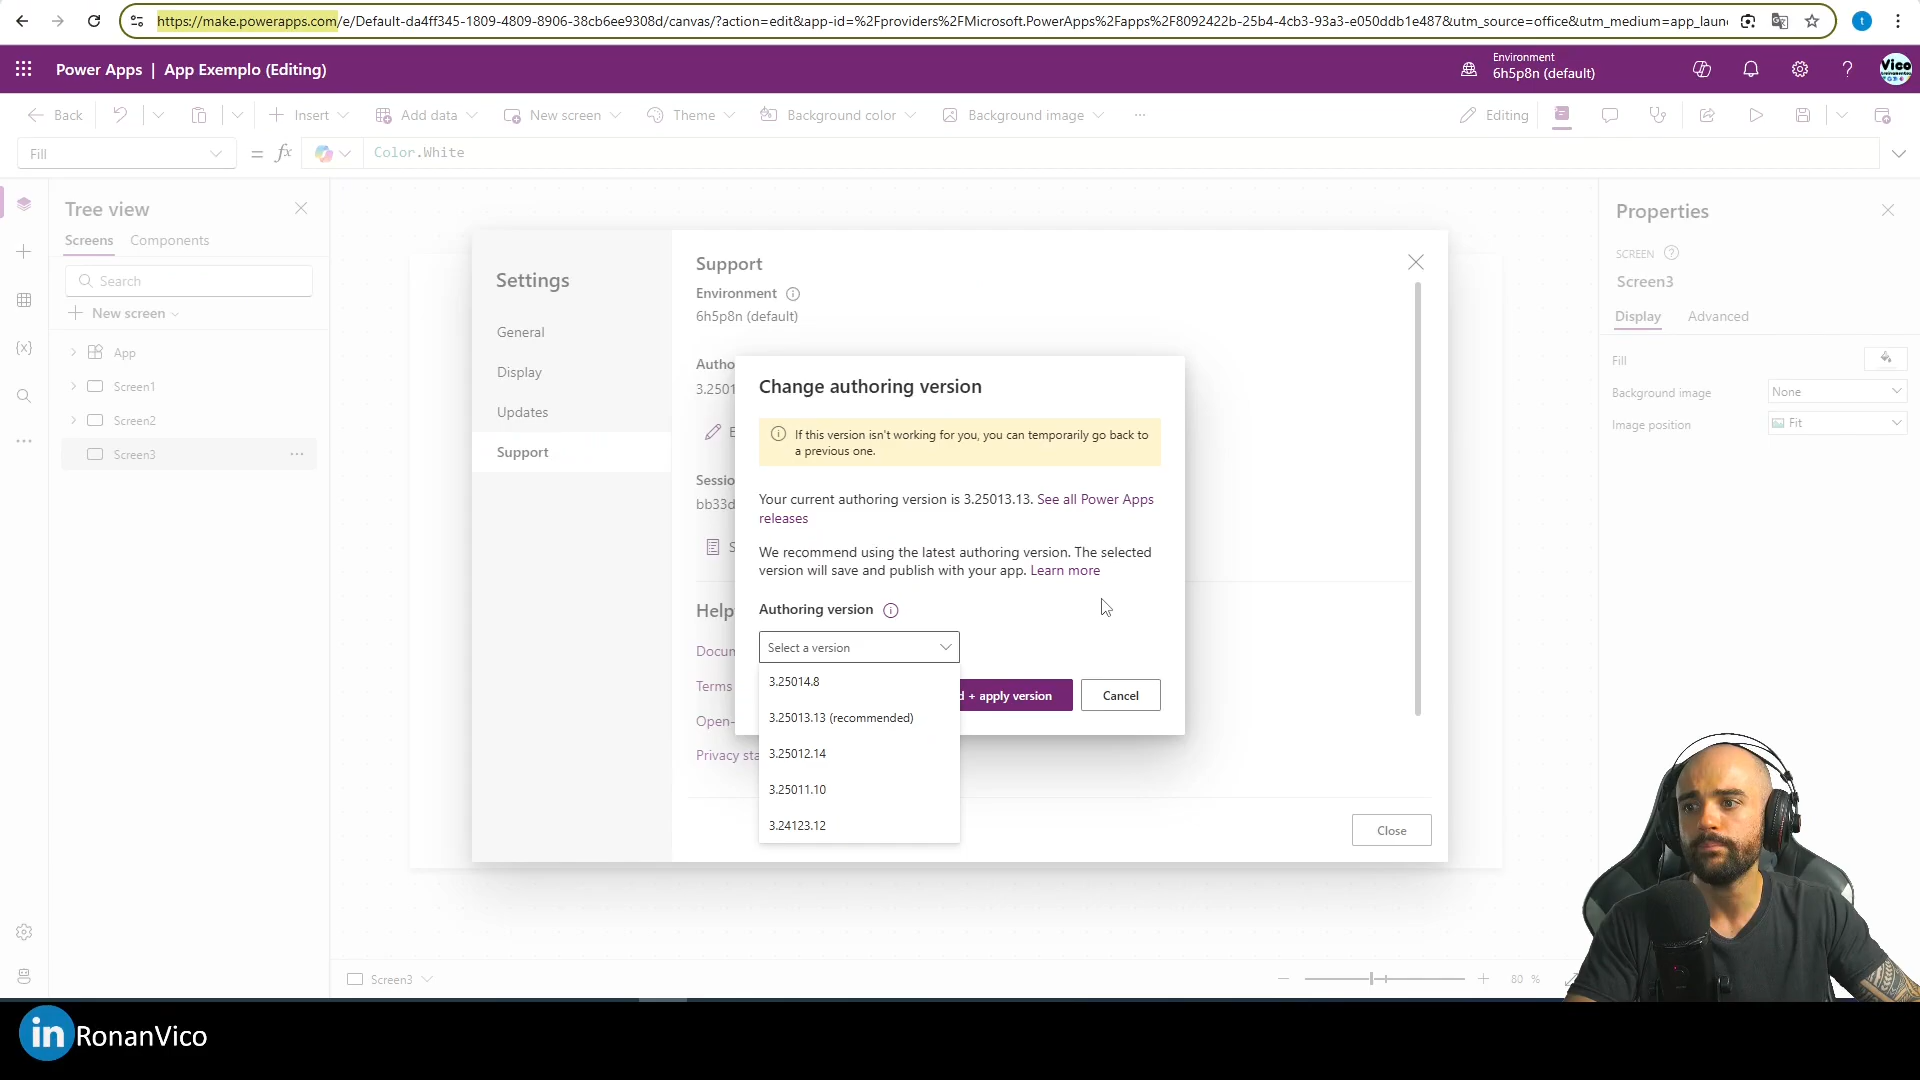 https://make.powerapps.com/e/Default-da4ff345-1809-4809-8906-38cb6ee9308d/canvas/?action=edit&app-id=%2Fproviders%2FMicrosoft.PowerApps%2Fapps%2F8092422b-25b4-4cb3-93a3-e050ddb1e487&utm_source=office&utm_medium=app_laun
t
Power Apps | App Exemplo (Editing)
Environment
6h5p8n (default)
Vico
Back
Insert
Add data
New screen
Theme
Background color
Background image
Editing
Fill
= fx
Color.White
Tree view
Screens Components
Search
New screen
App
Screen1
Screen2
Screen3
Settings
General
Display
Updates
Support
Support
Environment
6h5p8n (default)
Autho
3.2501
E
Sessio
bb33d
S
Help
Docum
Terms
Open-
Privacy sta
Close
Change authoring version
If this version isn't working for you, you can temporarily go back to
a previous one.
Your current authoring version is 3.25013.13. See all Power Apps
releases
We recommend using the latest authoring version. The selected
version will save and publish with your app. Learn more
Authoring version
Select a version
3.25014.8
3.25013.13 (recommended)
3.25012.14
3.25011.10
3.24123.12
d + apply version
Cancel
Properties
SCREEN
Screen3
Display Advanced
Fill
Background image
None
Image position
Fit
Screen3
80 %
in RonanVico